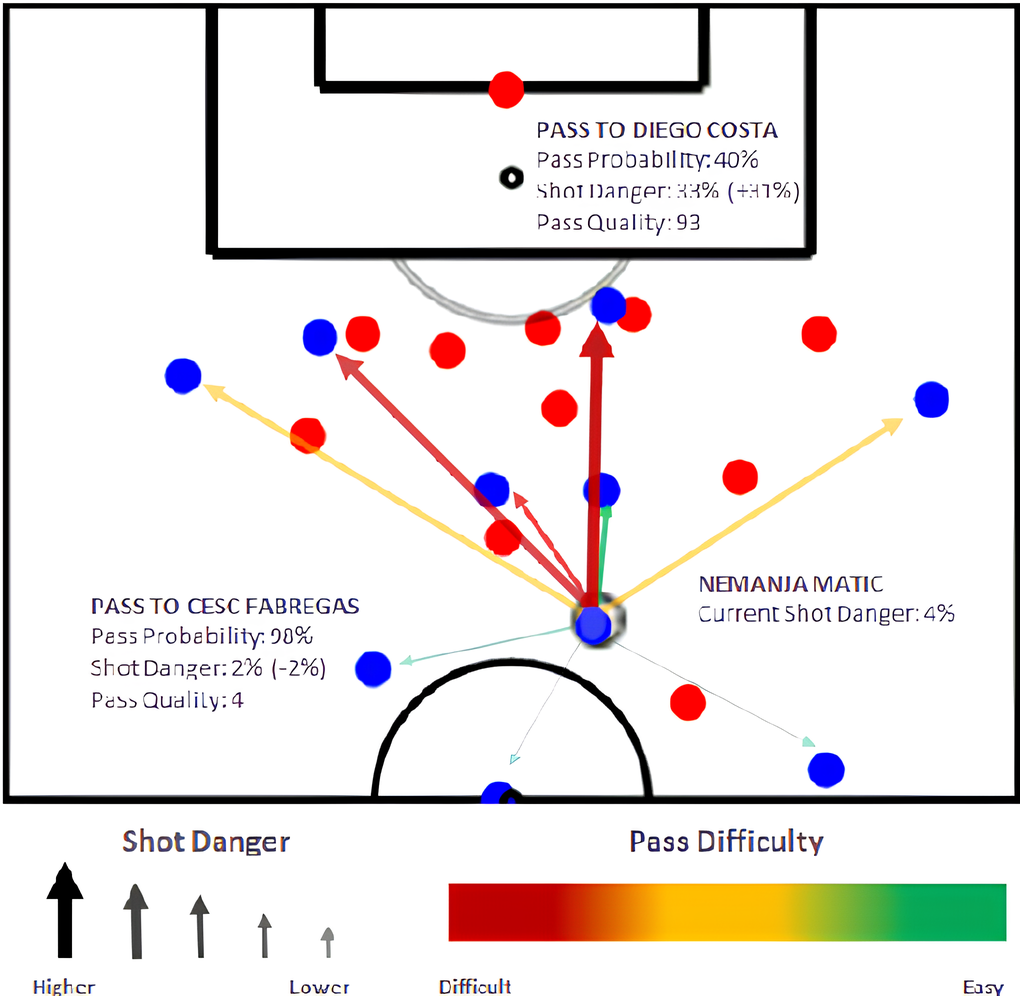 PASS TO DIEGO COSTA
Pass Probability: 40%
Shot Danger: 33% (+31%)
Pass Quality: 93
NEMANJA MATIC
Current Shot Danger: 4%
PASS TO CESC FABREGAS
Pass Probability: 98%
Shot Danger: 2% (-2%)
Pass Quality: 4
Shot Danger
Higher
Lower
Pass Difficulty
Difficult
Easy